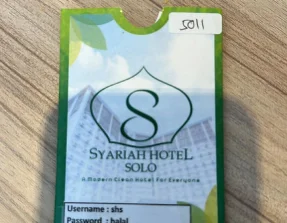 5011
S
SYARIAH HOTEL
SOLO
A Modern Clean Hotel For Everyone
Username : shs
Password : halal